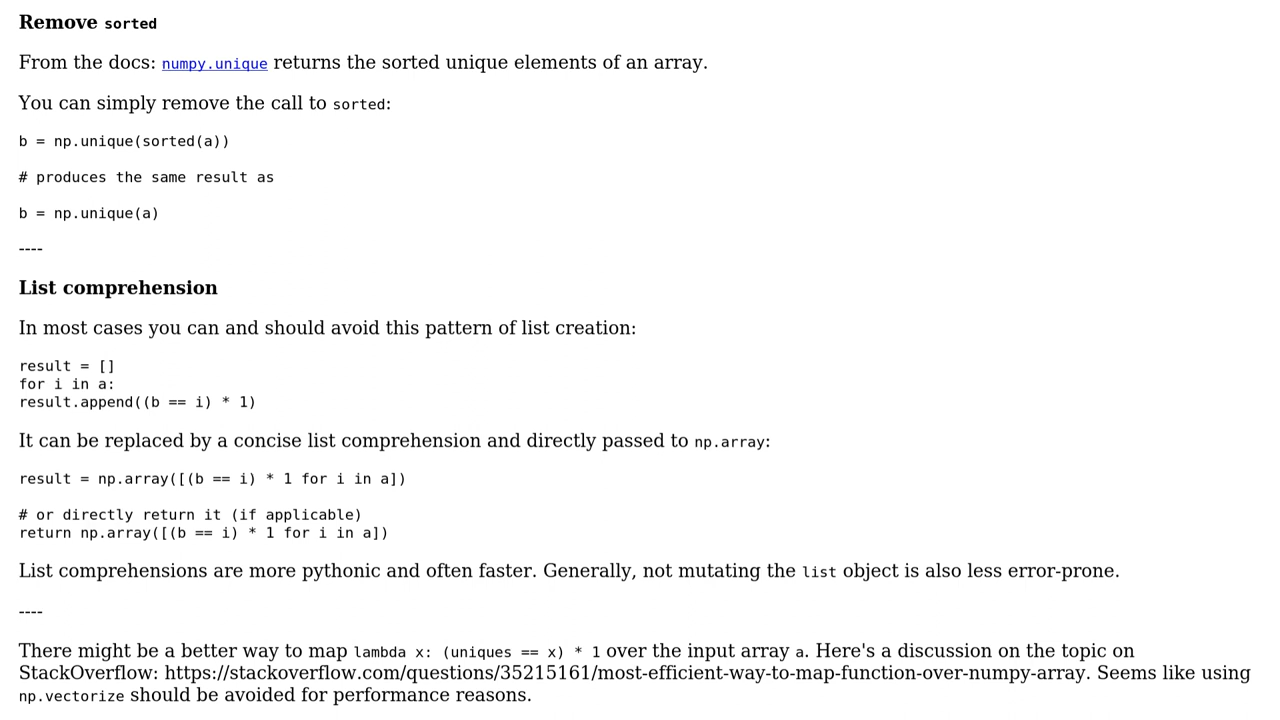 Remove sorted
From the docs: numpy.unique returns the sorted unique elements of an array.
You can simply remove the call to sorted:
b = np.unique(sorted(a))
# produces the same result as
b = np.unique(a)
----
List comprehension
In most cases you can and should avoid this pattern of list creation:
result = []
for i in a:
result.append((b == i) * 1)
It can be replaced by a concise list comprehension and directly passed to np.array:
result = np.array([(b == i) * 1 for i in a])
# or directly return it (if applicable)
return np.array([(b == i) * 1 for i in a])
List comprehensions are more pythonic and often faster. Generally, not mutating the list object is also less error-prone.
----
There might be a better way to map lambda x: (uniques == x) * 1 over the input array a. Here's a discussion on the topic on
StackOverflow: https://stackoverflow.com/questions/35215161/most-efficient-way-to-map-function-over-numpy-array. Seems like using
np.vectorize should be avoided for performance reasons.